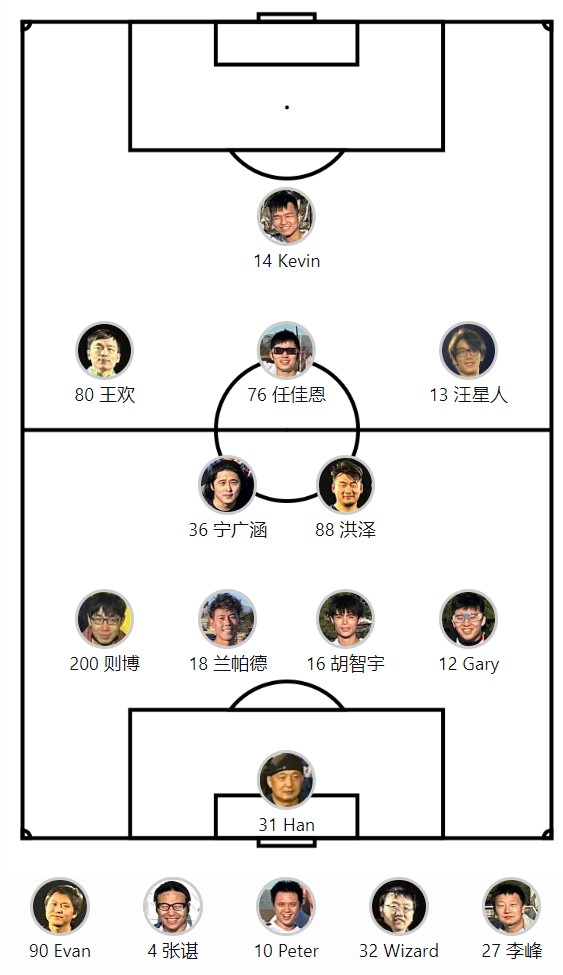 14 Kevin
80 王欢
76 任佳恩
13 汪星人
36 宁广涵
88 洪泽
200 则博
18 兰帕德
16 胡智宇
12 Gary
31 Han
90 Evan
4 张谌
10 Peter
32 Wizard
27 李峰